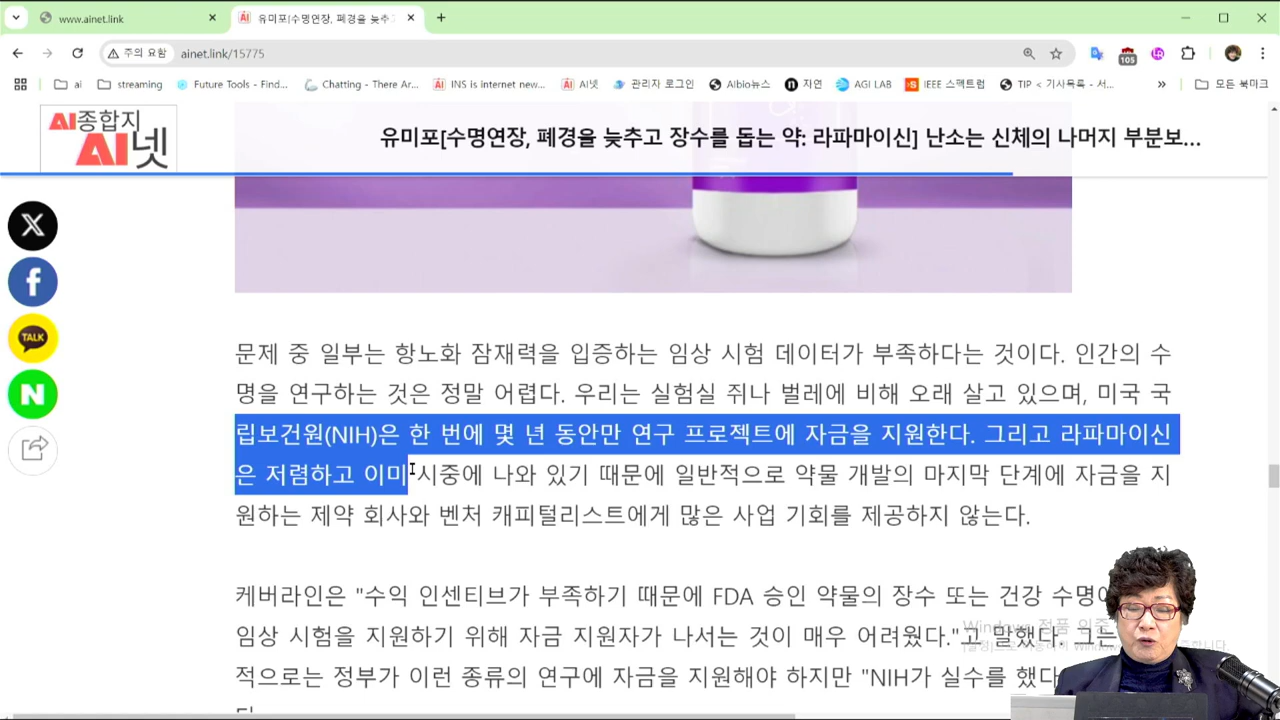 www.ainet.link
유미포[수명연장, 폐경을 늦추
주의 요함
ainet.link/15775
105
ai
streaming
Future Tools - Find...
Chatting - There Ar...
INS is internet new...
AI넷
관리자 로그인
Aibio뉴스
자연
AGI LAB
IEEE 스펙트럼
TIP < 기사목록 - 서...
모든 북마크
AI종합지
AI넷
유미포[수명연장, 폐경을 늦추고 장수를 돕는 약: 라파마이신] 난소는 신체의 나머지 부분보...
TALK
N
문제 중 일부는 항노화 잠재력을 입증하는 임상 시험 데이터가 부족하다는 것이다. 인간의 수
명을 연구하는 것은 정말 어렵다. 우리는 실험실 쥐나 벌레에 비해 오래 살고 있으며, 미국 국
립보건원(NIH)은 한 번에 몇 년 동안만 연구 프로젝트에 자금을 지원한다. 그리고 라파마이신
은 저렴하고 이미 시중에 나와 있기 때문에 일반적으로 약물 개발의 마지막 단계에 자금을 지
원하는 제약 회사와 벤처 캐피털리스트에게 많은 사업 기회를 제공하지 않는다.
케버라인은 "수익 인센티브가 부족하기 때문에 FDA 승인 약물의 장수 또는 건강 수명에
임상 시험을 지원하기 위해 자금 지원자가 나서는 것이 매우 어려웠다."고 말했다. 그는
적으로는 정부가 이런 종류의 연구에 자금을 지원해야 하지만 "NIH가 실수를 했다
Windows 정품 인증